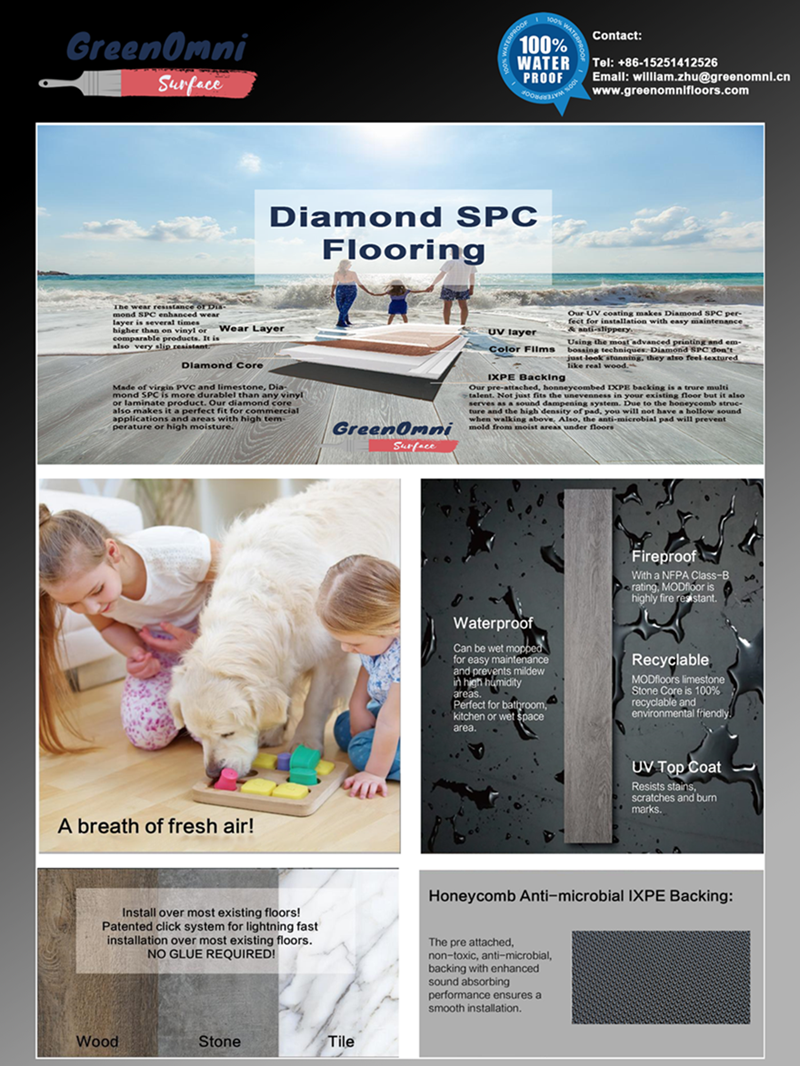 GreenOmni
Surface
100% WATERPROOF
100%
WATER
PROOF
Contact:
Tel: +86-15251412526
Email: william.zhu@greenomni.cn
www.greenomnifloors.com
Diamond SPC
Flooring
The wear resistance of Dia-
mond SPC enhanced wear
layer is several times
higher than on vinyl or
comparable products. It is
also very slip resistant.
Wear Layer
Diamond Core
Made of virgin PVC and limestone, Dia-
mond SPC is more durablel than any vinyl
or laminate product. Our diamond core
also makes it a perfect fit for commercial
applications and areas with high tem-
perature or high moisture.
UV layer
Color Films
IXPE Backing
Our UV coating makes Diamond SPC per-
fect for installation with easy maintenance
& anti-slippery.
Using the most advanced printing and em-
bossing techniques. Diamond SPC don't
just look stunning, they also feel textured
like real wood.
Our pre-attached, honneycombed IXPE backing is a trure multi
talent. Not just fits the unevenness in your existing floor but it also
serves as a sound dampening system. Due to the honeycomb struc-
ture and the high density of pad, you will not have a hollow sound
when walking above. Also, the anti-microbial pad will prevent
mold from moist areas under floors
GreenOmni
Surface
A breath of fresh air!
Waterproof
Can be wet mopped
for easy maintenance
and prevents mildew
in high humidity
areas.
Perfect for bathroom,
kitchen or wet space
area.
Fireproof
With a NFPA Class-B
rating, MODfloor is
highly fire resistant.
Recyclable
MODfloors limestone
Stone Core is 100%
recyclable and
environmental friendly.
UV Top Coat
Resists stains,
scratches and burn
marks.
Install over most existing floors!
Patented click system for lightning fast
installation over most existing floors.
NO GLUE REQUIRED!
Wood
Stone
Tile
Honeycomb Anti-microbial IXPE Backing:
The pre attached,
non-toxic, anti-microbial,
backing with enhanced
sound absorbing
performance ensures a
smooth installation.